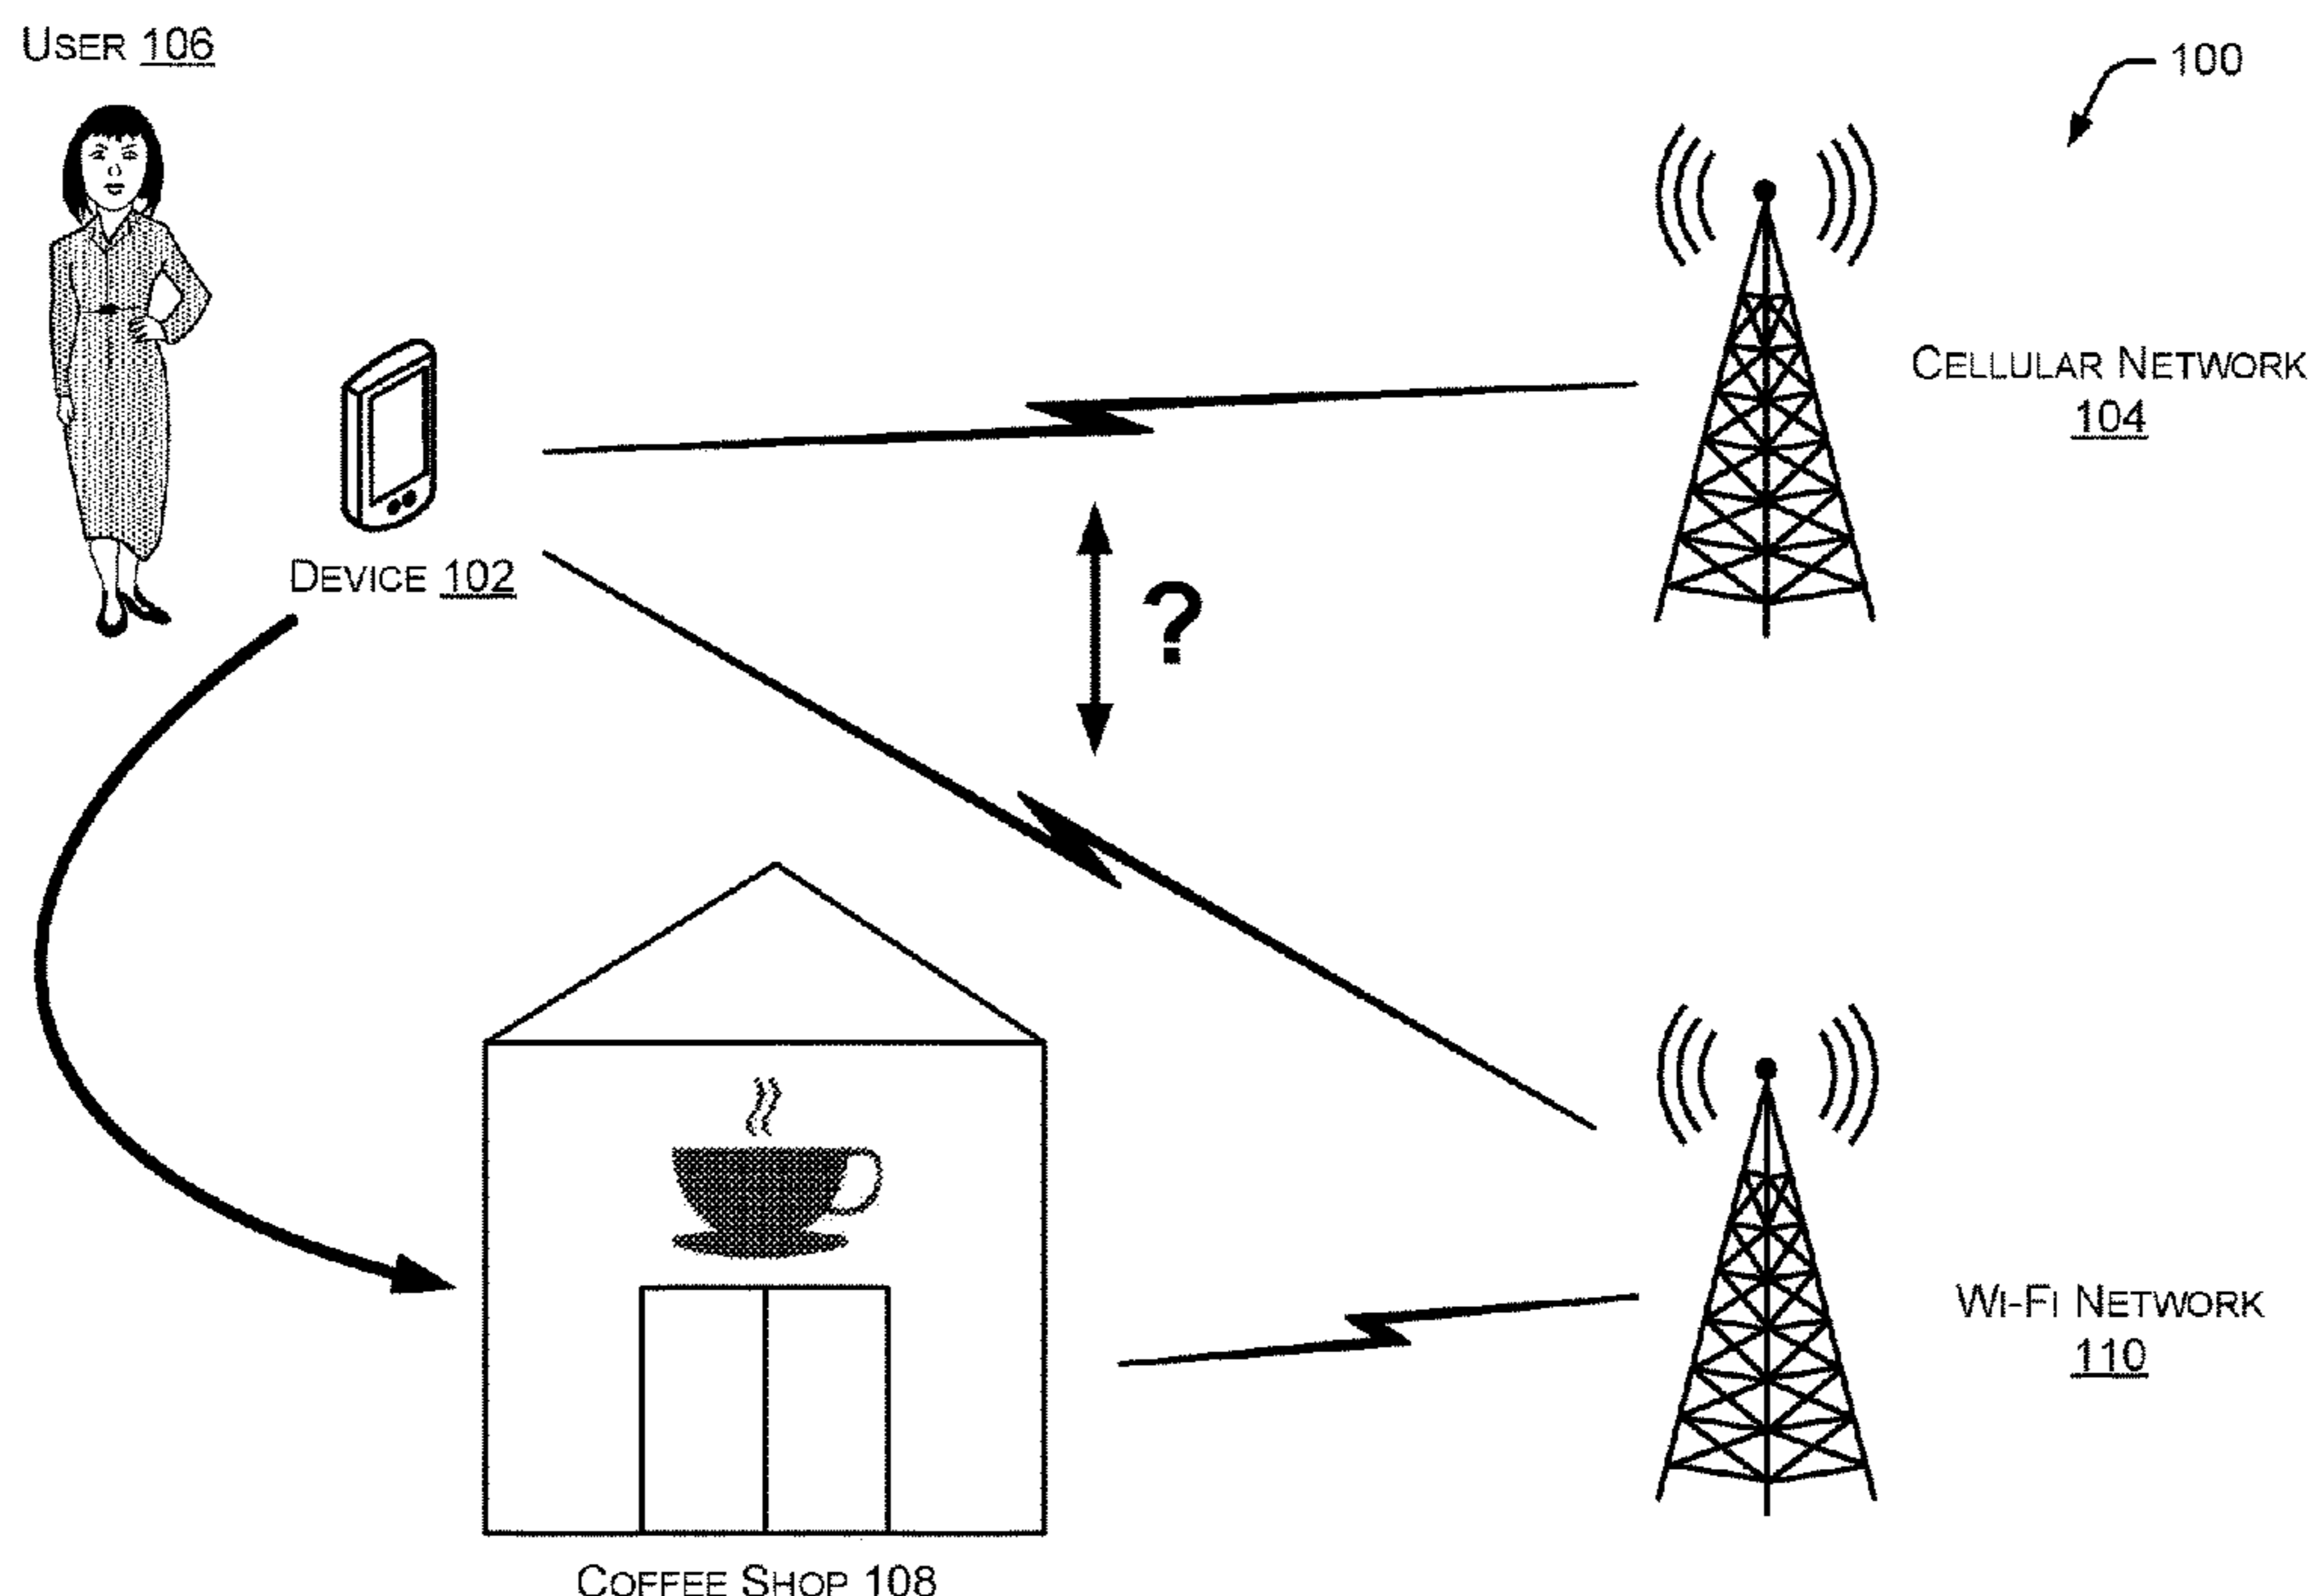 USER 106
100
CELLULAR NETWORK
104
DEVICE 102
?
WI-FI NETWORK
110
COFFEE SHOP 108